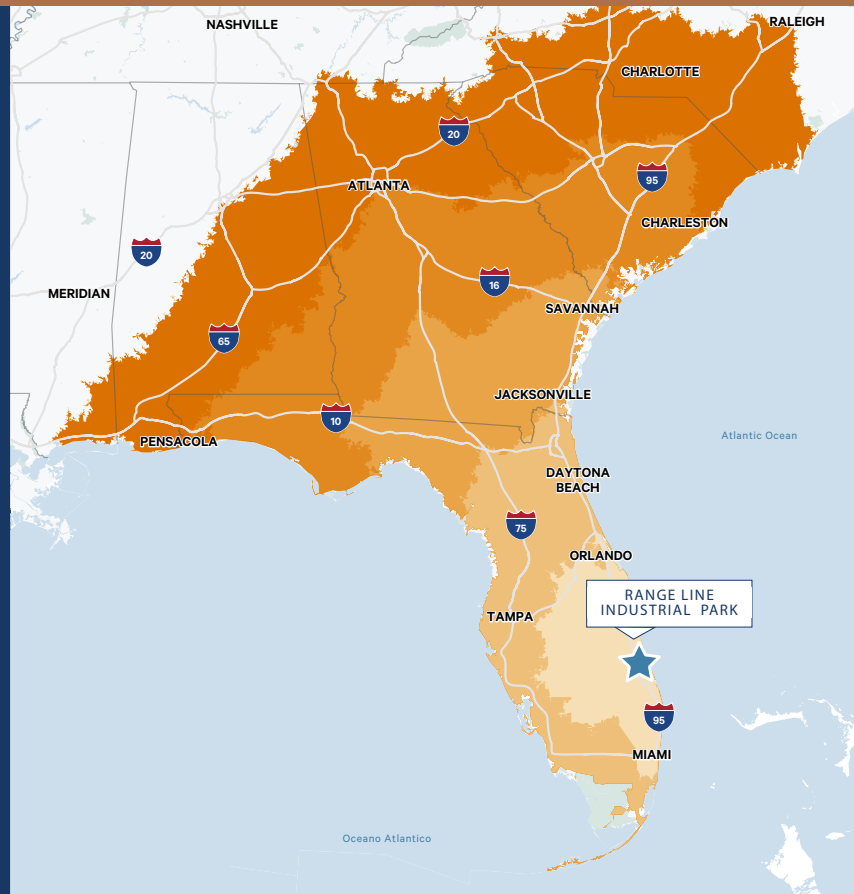 NASHVILLE
RALEIGH
CHARLOTTE
20
95
ATLANTA
CHARLESTON
20
16
MERIDIAN
SAVANNAH
65
JACKSONVILLE
10
PENSACOLA
Atlantic Ocean
DAYTONA
BEACH
75
ORLANDO
RANGE LINE
INDUSTRIAL PARK
TAMPA
95
MIAMI
Oceano Atlantico